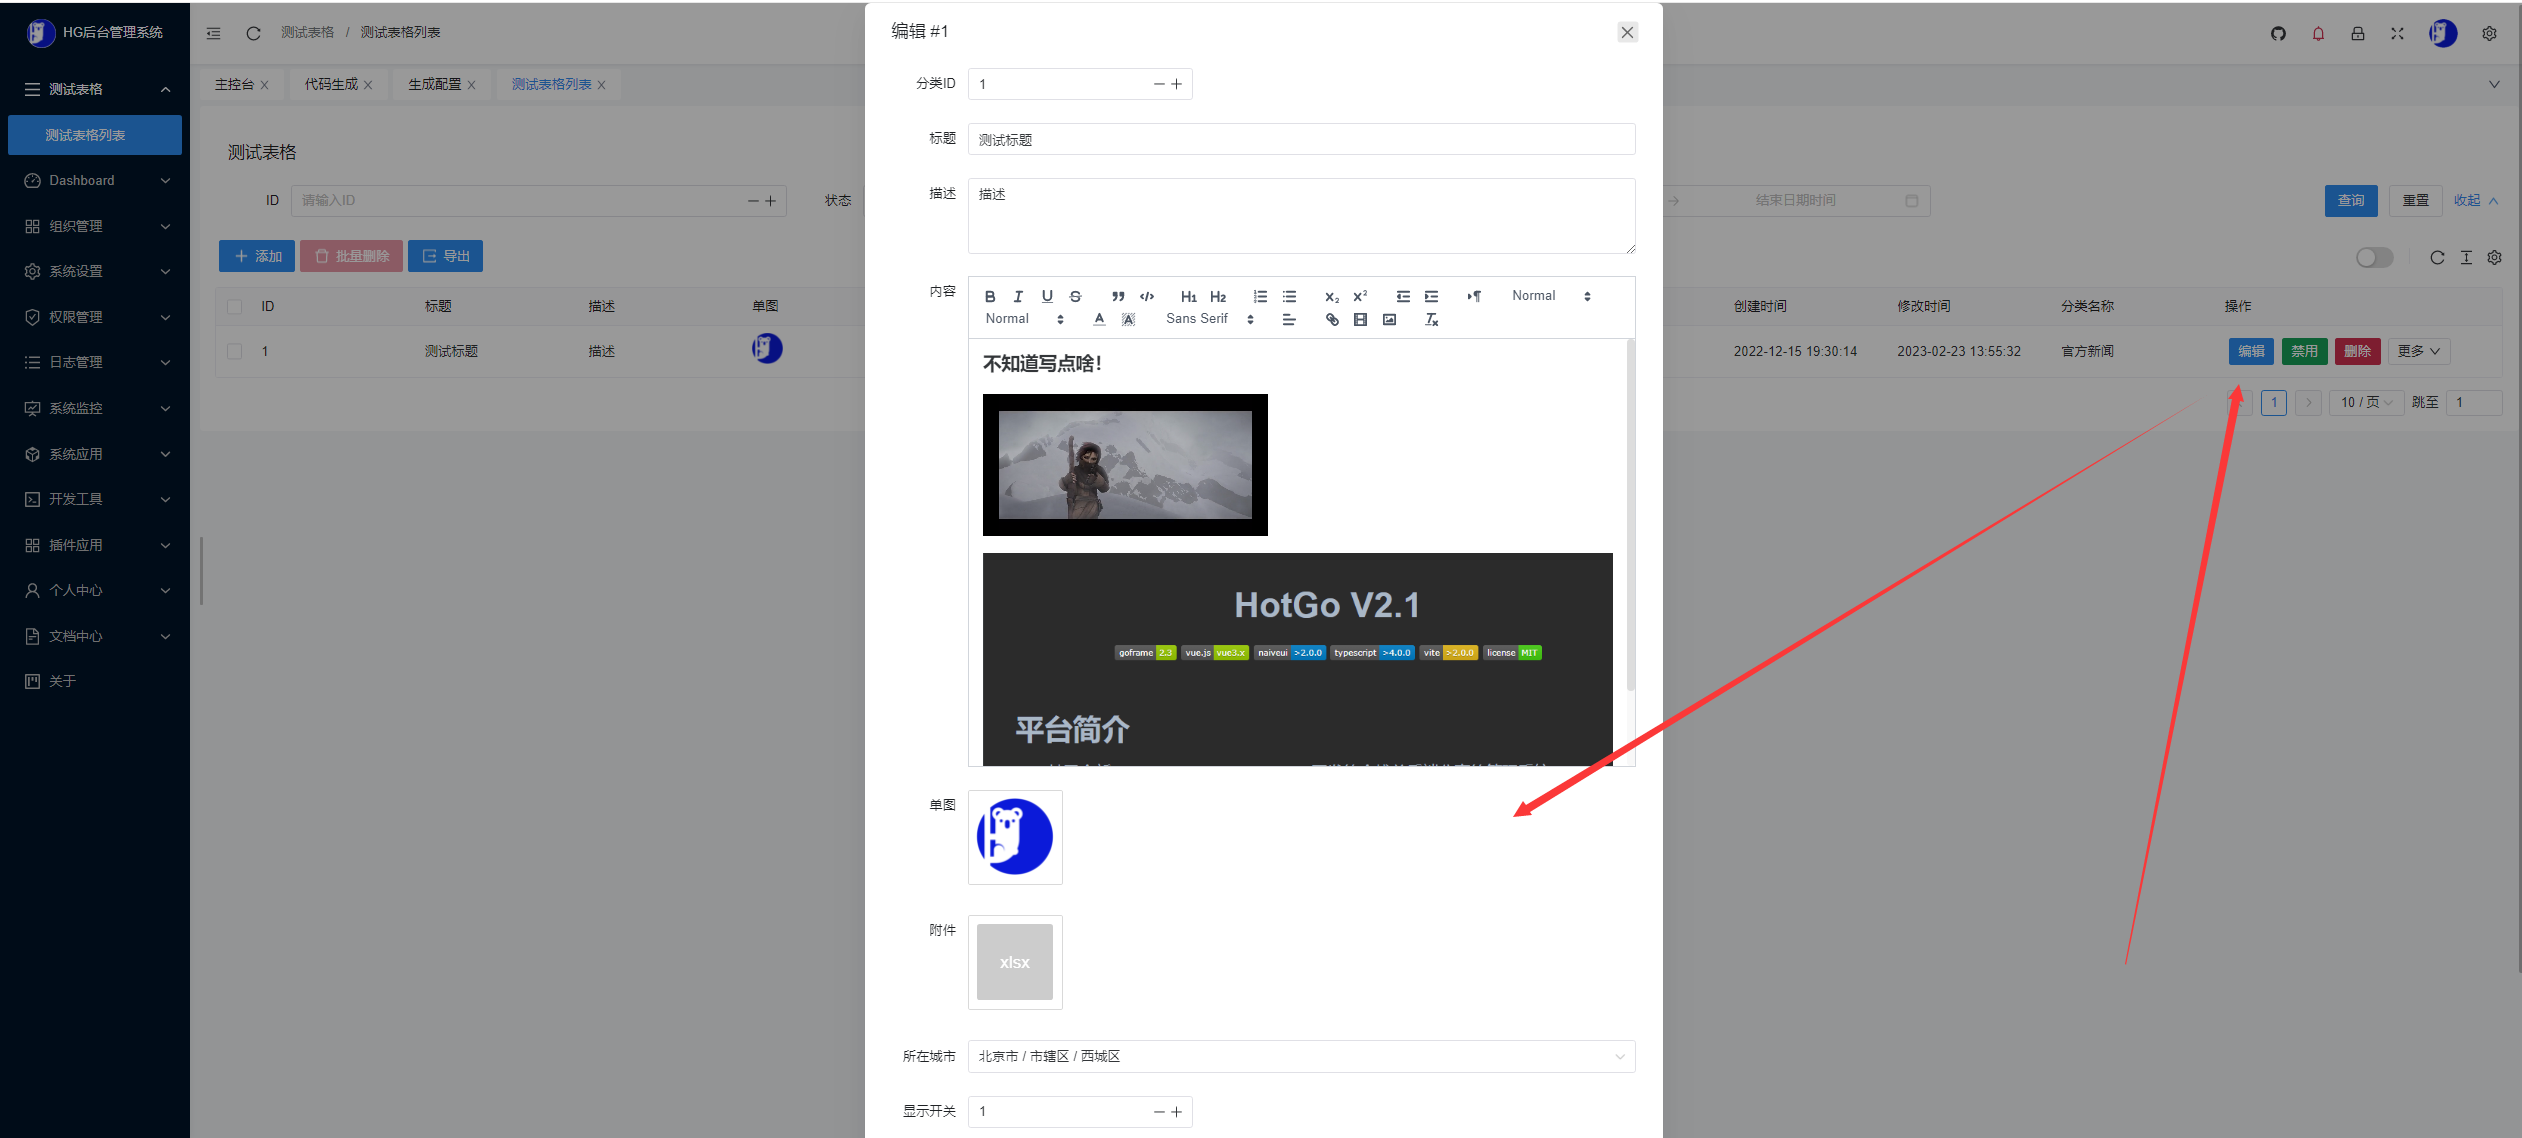 HG后台管理系统
测试表格
测试表格列表
Dashboard
组织管理
系统设置
权限管理
日志管理
系统监控
系统应用
开发工具
插件应用
个人中心
文档中心
关于
测试表格 / 测试表格列表
主控台
代码生成
生成配置
测试表格列表
测试表格
ID 请输入ID
状态
结束日期时间
查询 重置 收起
添加 批量删除 导出
ID 标题 描述 单图 创建时间 修改时间 分类名称 操作
1 测试标题 描述 2022-12-15 19:30:14 2023-02-23 13:55:32 官方新闻 编辑 禁用 删除 更多
1 10 / 页 跳至 1
编辑 #1
分类ID 1
标题 测试标题
描述 描述
内容
H1 H2 Normal
Normal Sans Serif
不知道写点啥!
HotGo V2.1
goframe 2.3 vue.js vue3.x naiveui >2.0.0 typescript >4.0.0 vite >2.0.0 license MIT
平台简介
单图
附件
xlsx
所在城市 北京市 / 市辖区 / 西城区
显示开关 1